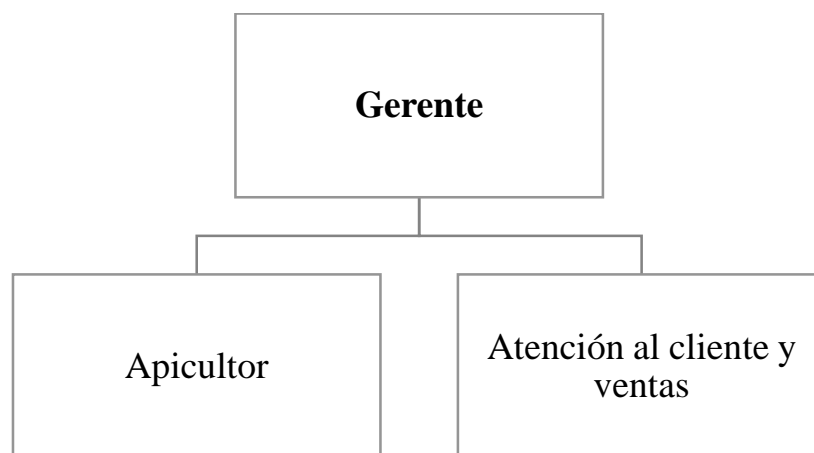 Gerente
Apicultor
Atención al cliente y
ventas